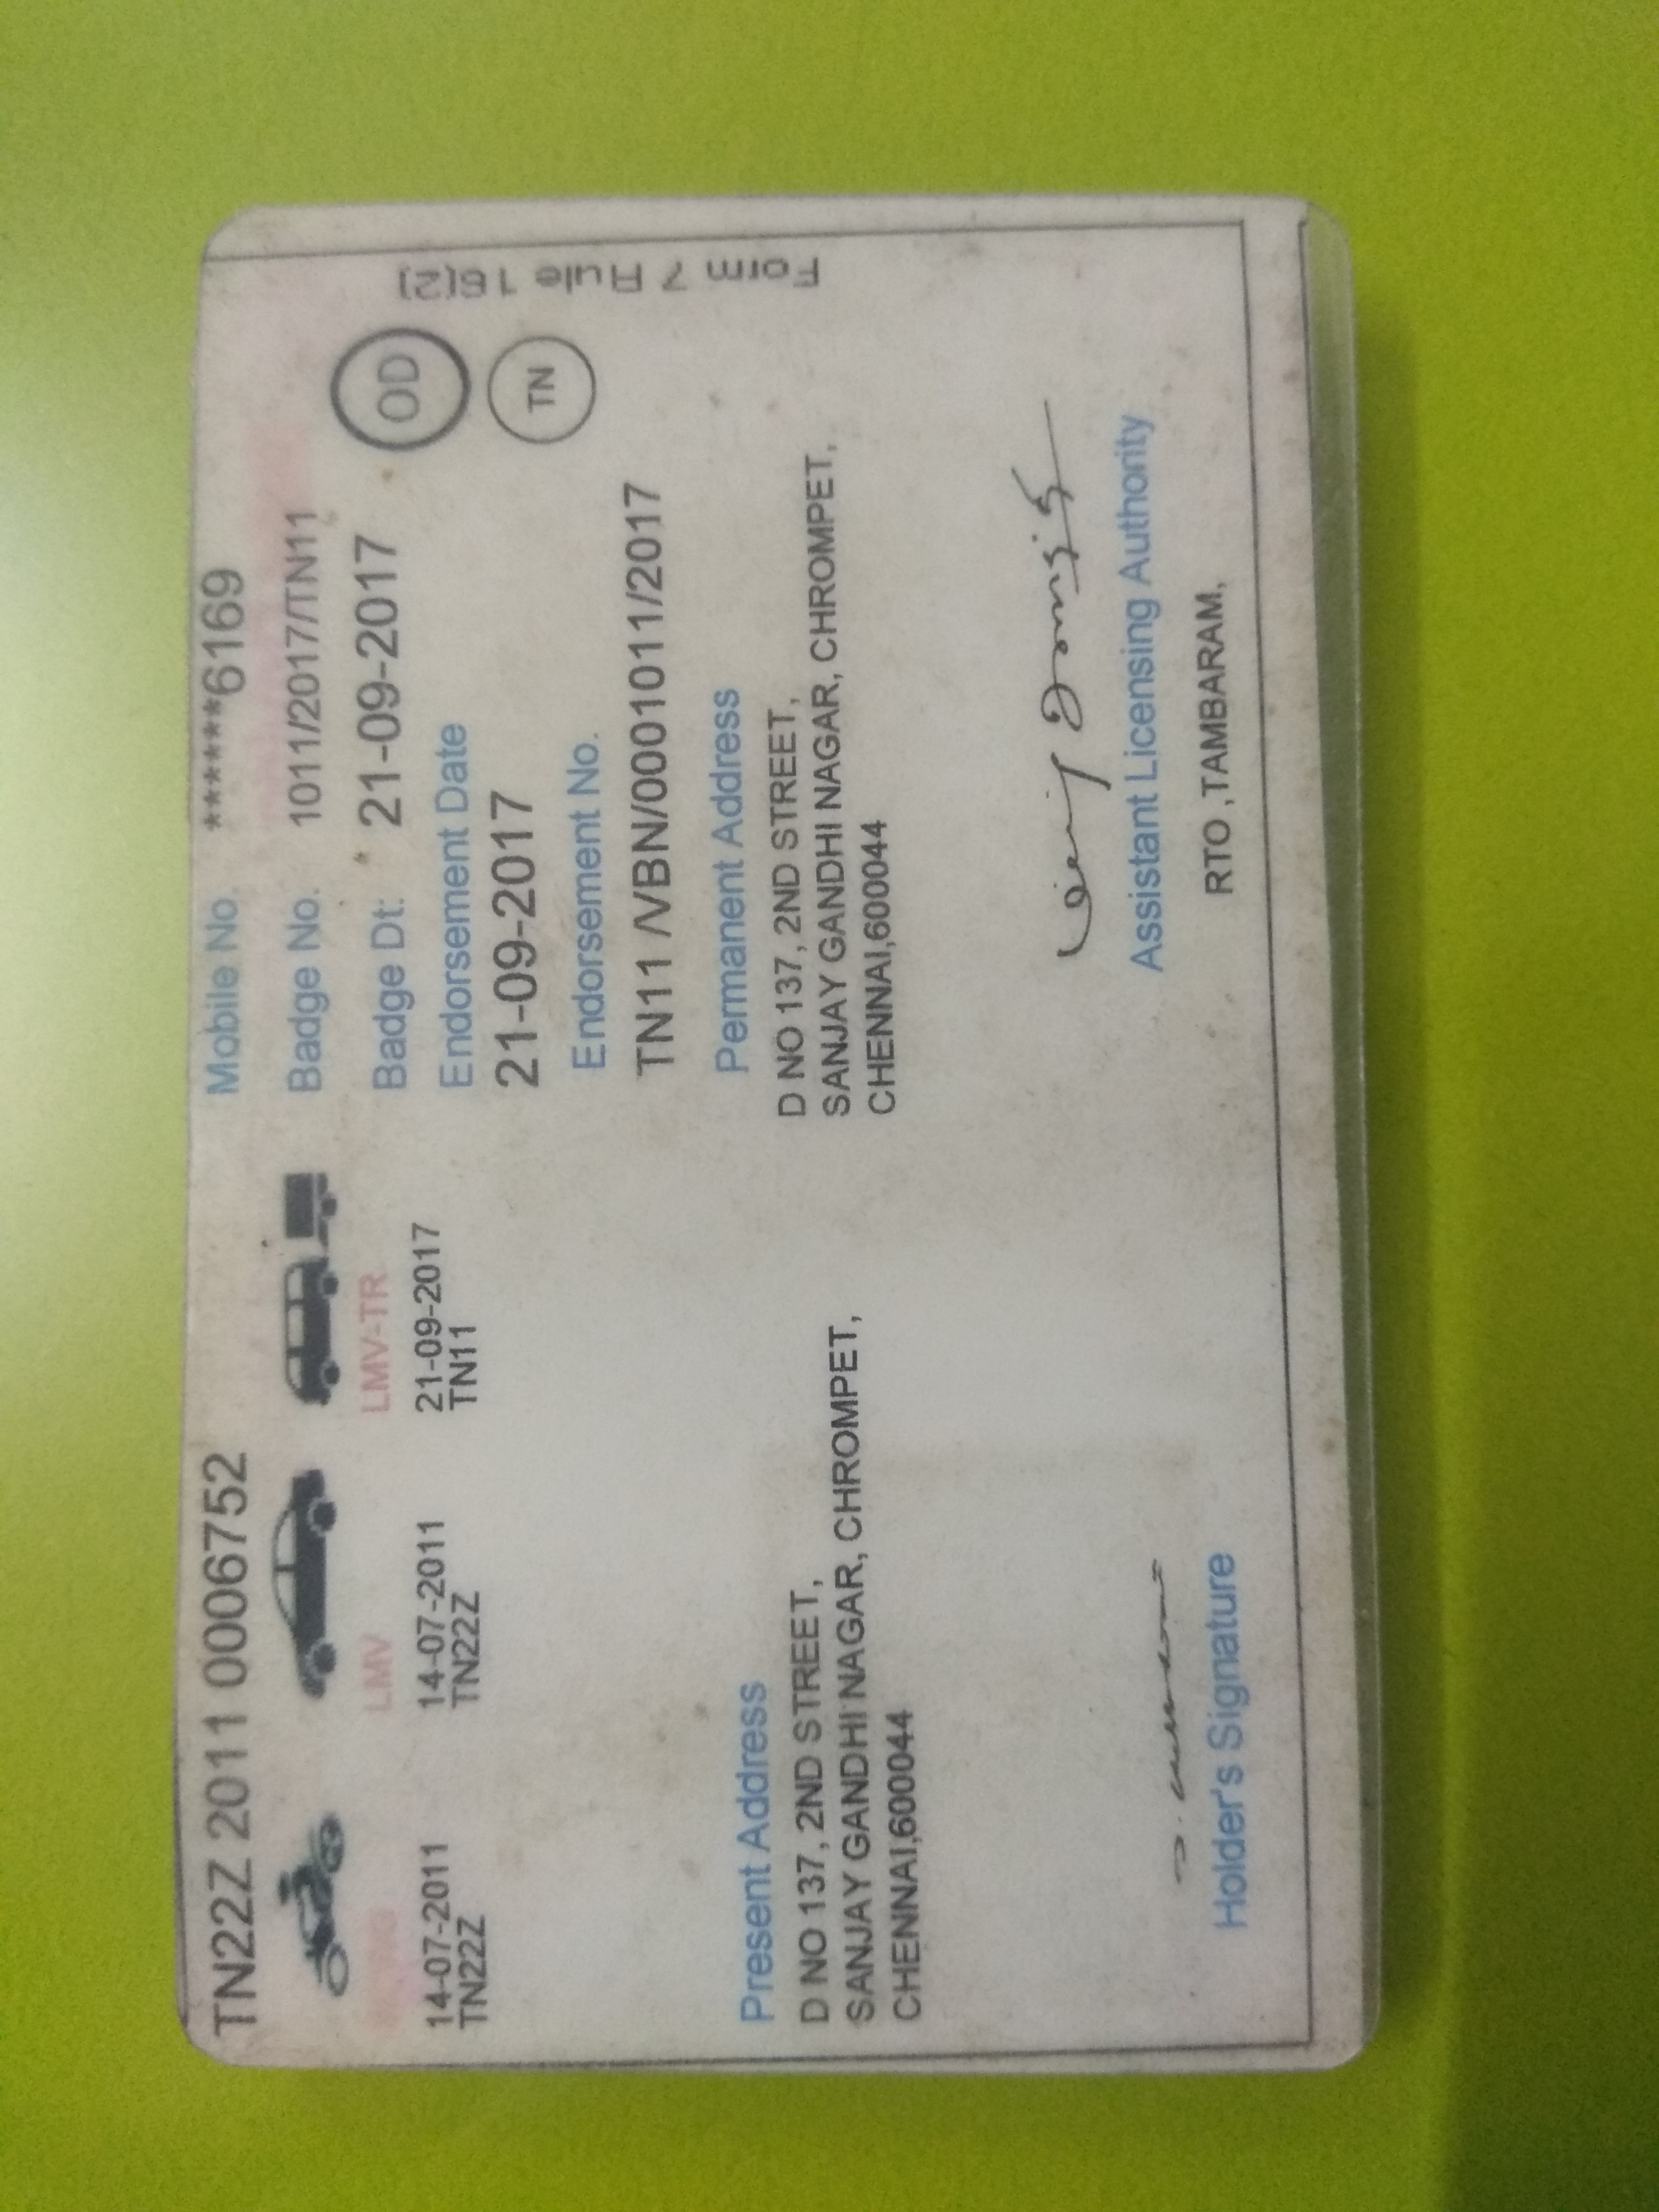 TN22Z 2011 0006752
LMV
LMV-TR
14-07-2011
TN22Z
14-07-2011
TN22Z
21-09-2017
TN11
Mobile No. ******6169
Badge No. 1011/2017/TN11
Badge Dt: 21-09-2017
Endorsement Date
21-09-2017
Endorsement No.
TN11 /VBN/0001011/2017
OD
TN
Form 7 Rule 16(2)
Present Address
D NO 137, 2ND STREET,
SANJAY GANDHI NAGAR, CHROMPET,
CHENNAI,600044
Permanent Address
D NO 137, 2ND STREET,
SANJAY GANDHI NAGAR, CHROMPET,
CHENNAI,600044
Holder's Signature
Assistant Licensing Authority
RTO ,TAMBARAM,